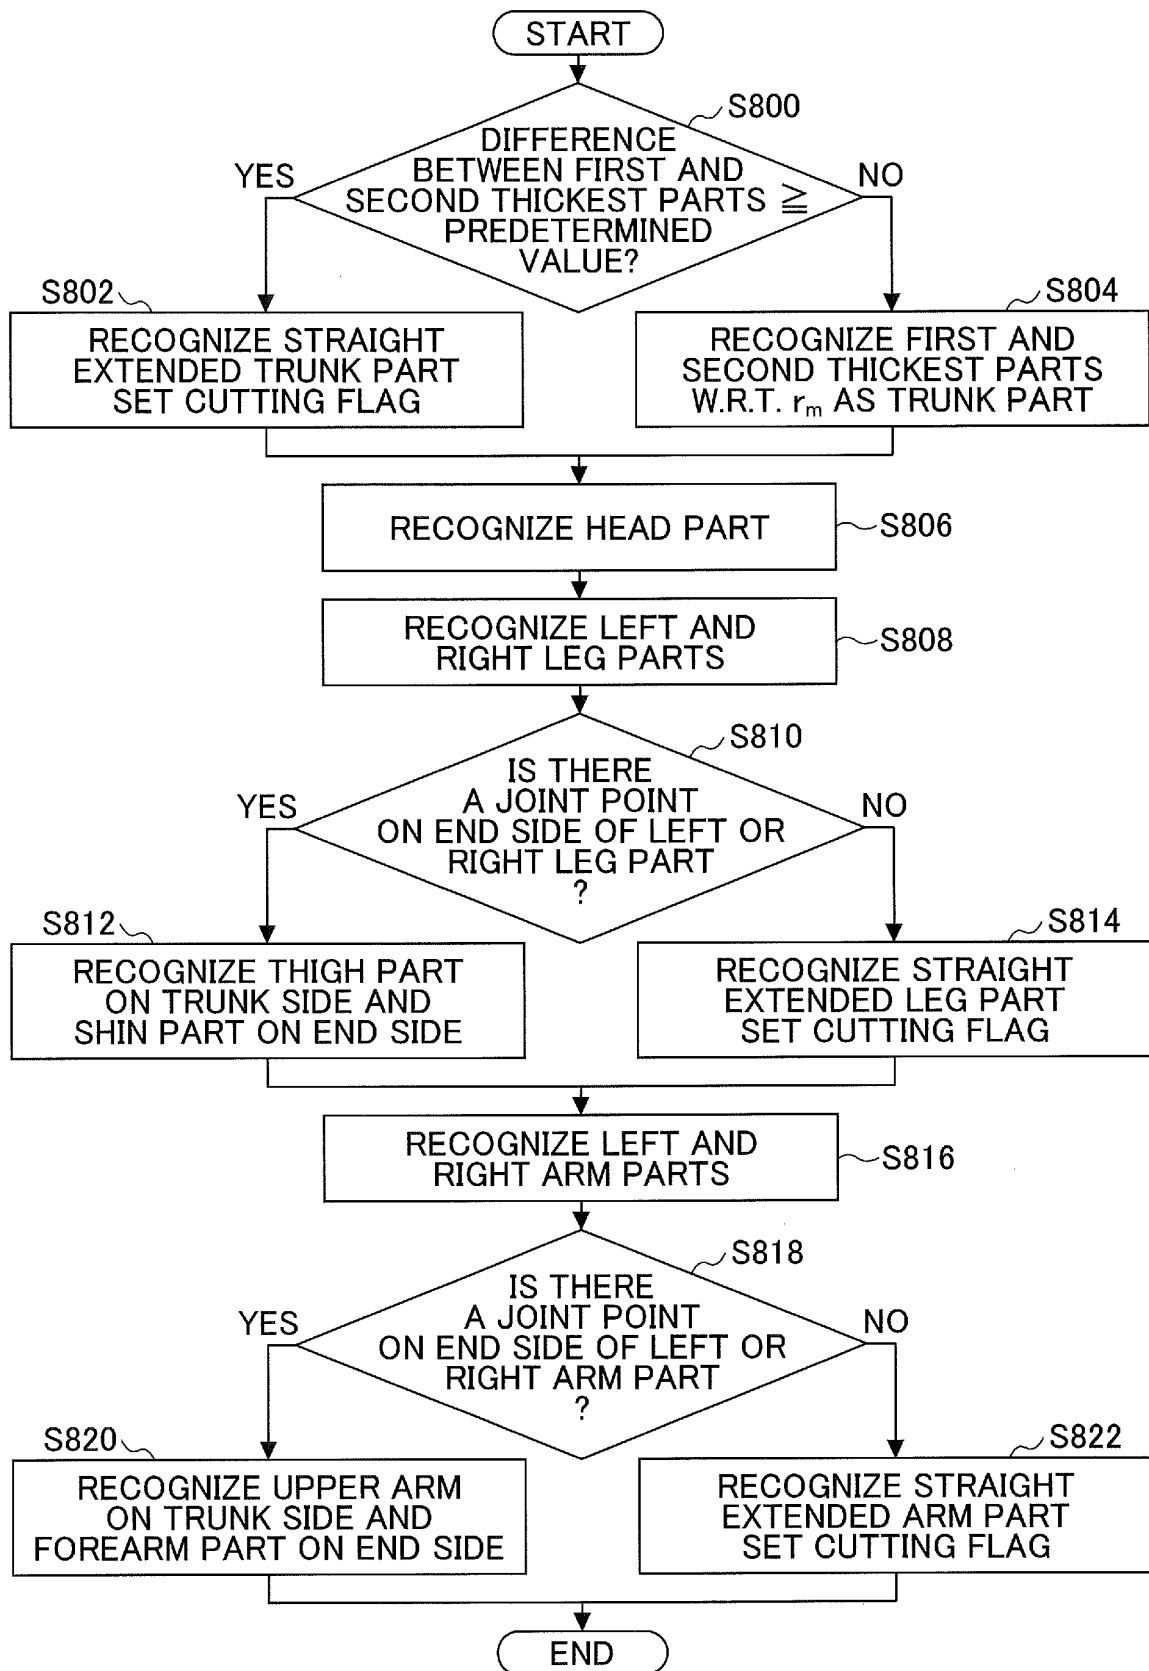 START
S800
DIFFERENCE
BETWEEN FIRST AND
SECOND THICKEST PARTS ≧
PREDETERMINED
VALUE?
YES
NO
S802
RECOGNIZE STRAIGHT
EXTENDED TRUNK PART
SET CUTTING FLAG
S804
RECOGNIZE FIRST AND
SECOND THICKEST PARTS
W.R.T. rm AS TRUNK PART
RECOGNIZE HEAD PART
S806
RECOGNIZE LEFT AND
RIGHT LEG PARTS
S808
S810
IS THERE
A JOINT POINT
ON END SIDE OF LEFT OR
RIGHT LEG PART
?
YES
NO
S812
RECOGNIZE THIGH PART
ON TRUNK SIDE AND
SHIN PART ON END SIDE
S814
RECOGNIZE STRAIGHT
EXTENDED LEG PART
SET CUTTING FLAG
RECOGNIZE LEFT AND
RIGHT ARM PARTS
S816
S818
IS THERE
A JOINT POINT
ON END SIDE OF LEFT OR
RIGHT ARM PART
?
YES
NO
S820
RECOGNIZE UPPER ARM
ON TRUNK SIDE AND
FOREARM PART ON END SIDE
S822
RECOGNIZE STRAIGHT
EXTENDED ARM PART
SET CUTTING FLAG
END